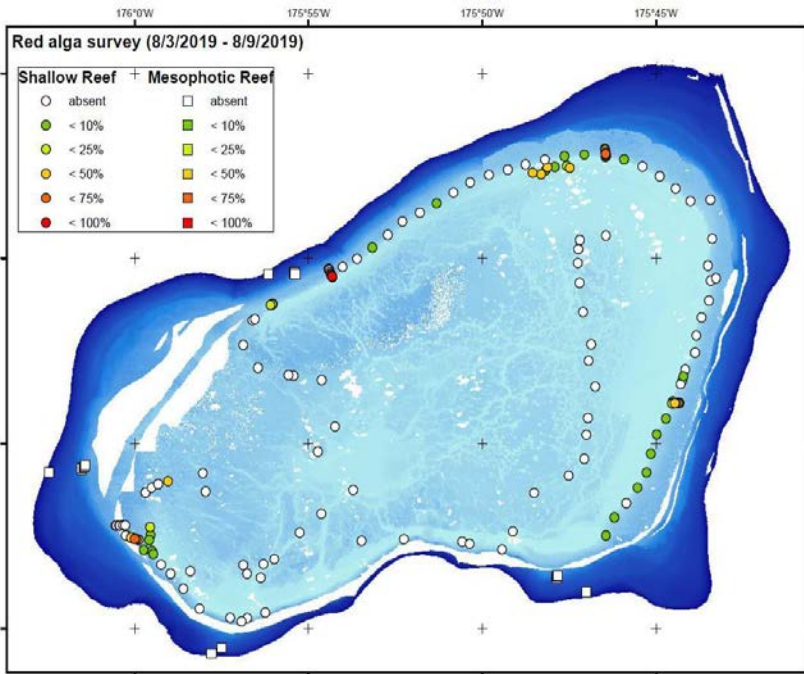 176°0'W 175°55'W 175°50'W 175°45'W
Red alga survey (8/3/2019 - 8/9/2019)
Shallow Reef Mesophotic Reef
absent absent
< 10% < 10%
< 25% < 25%
< 50% < 50%
< 75% < 75%
< 100% < 100%